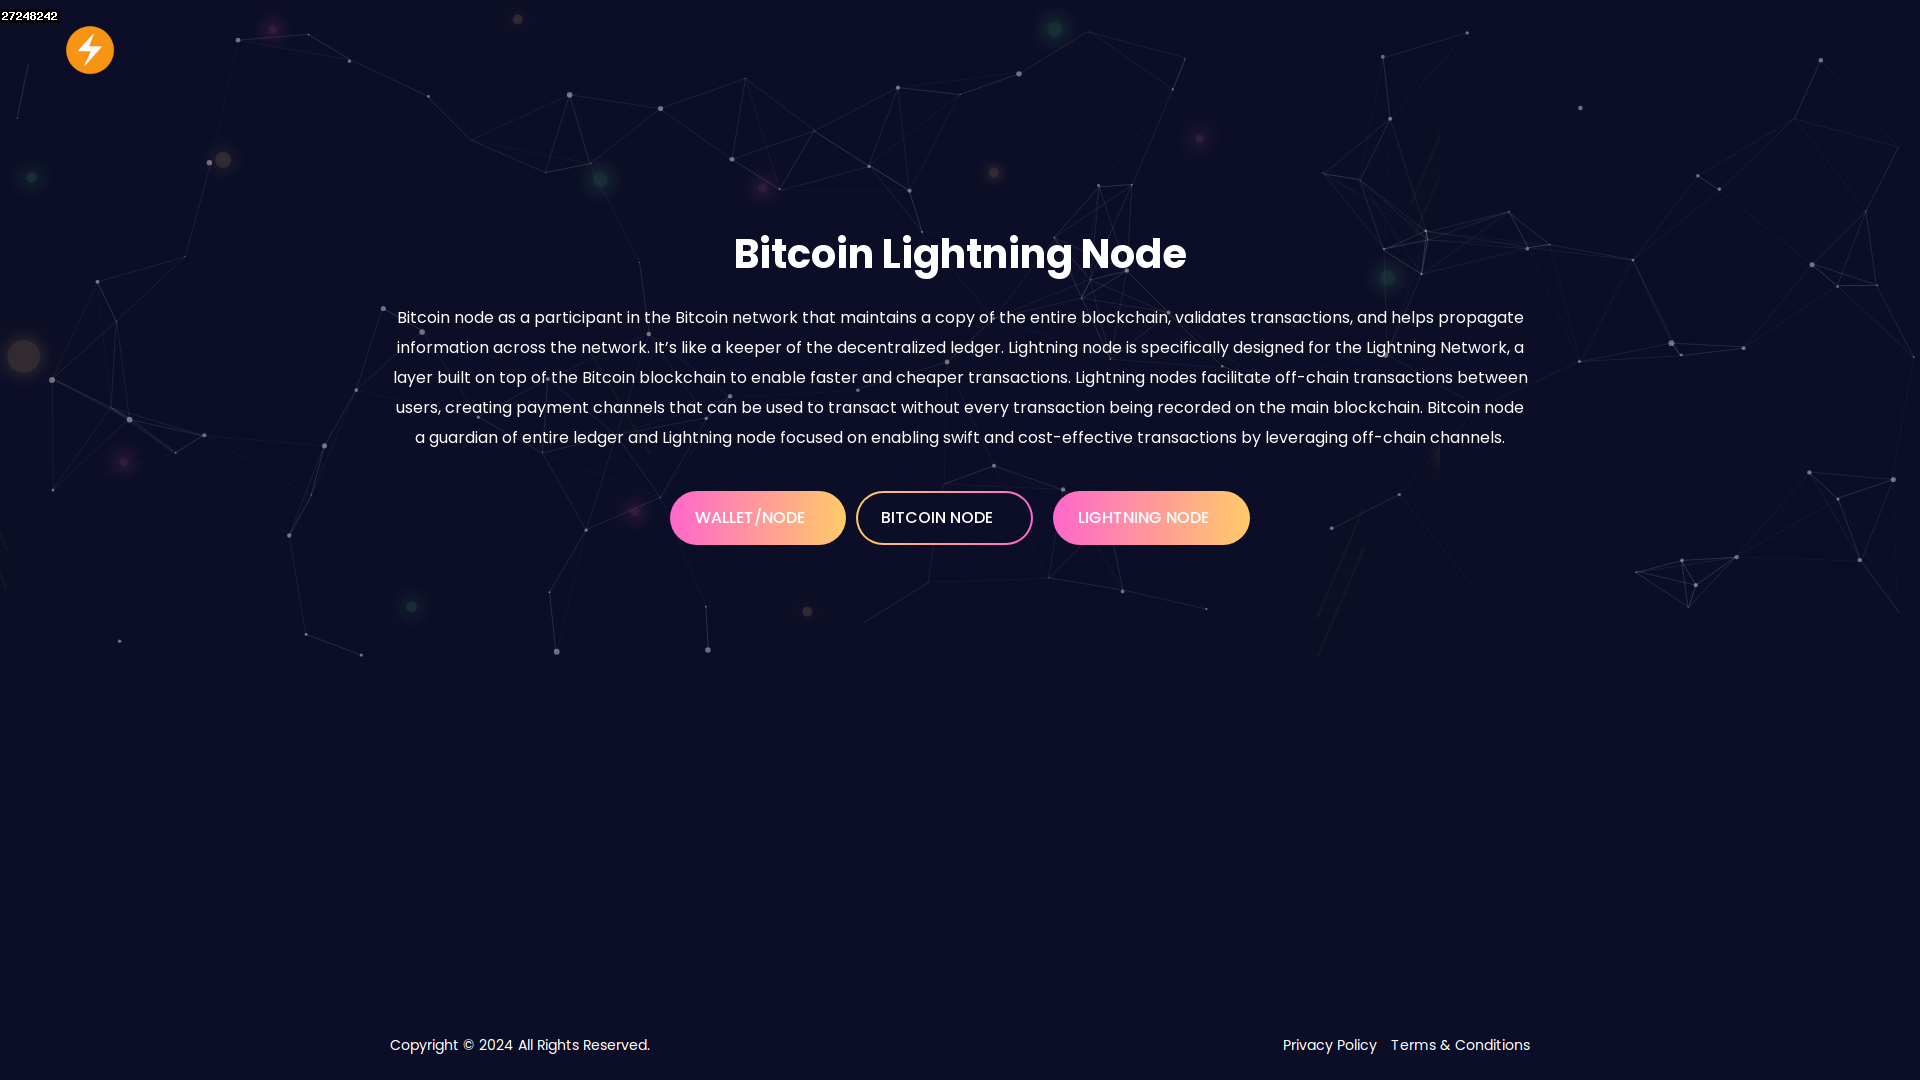 27248242
Bitcoin Lightning Node
Bitcoin node as a participant in the Bitcoin network that maintains a copy of the entire blockchain, validates transactions, and helps propagate
information across the network. It’s like a keeper of the decentralized ledger. Lightning node is specifically designed for the Lightning Network, a
layer built on top of the Bitcoin blockchain to enable faster and cheaper transactions. Lightning nodes facilitate off-chain transactions between
users, creating payment channels that can be used to transact without every transaction being recorded on the main blockchain. Bitcoin node
a guardian of entire ledger and Lightning node focused on enabling swift and cost-effective transactions by leveraging off-chain channels.
WALLET/NODE BITCOIN NODE LIGHTNING NODE
Copyright © 2024 All Rights Reserved. Privacy Policy Terms & Conditions